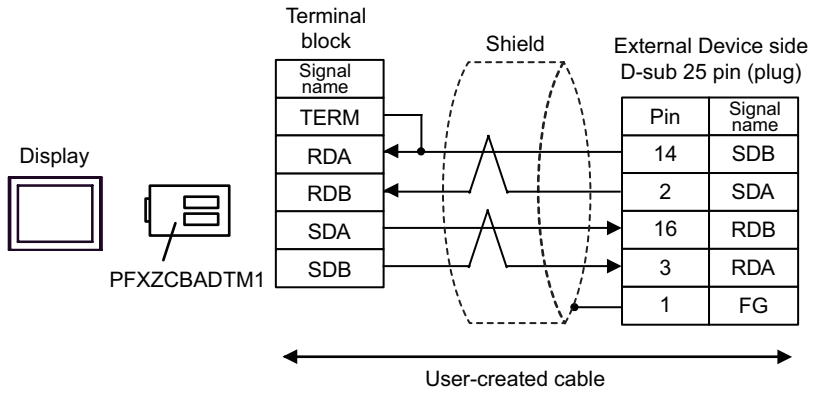 Terminal
block
Shield
External Device side
D-sub 25 pin (plug)
Signal
name
Pin
Signal
name
TERM
RDA
14
SDB
Display
RDB
2
SDA
SDA
16
RDB
SDB
3
RDA
PFXZCBADTM1
1
FG
User-created cable